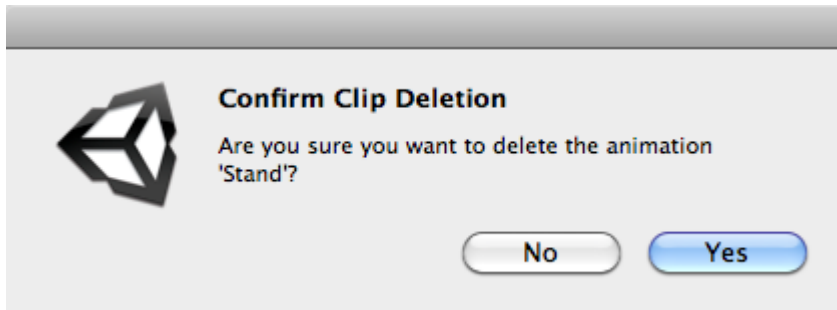 Confirm Clip Deletion
Are you sure you want to delete the animation
'Stand'?
No
Yes